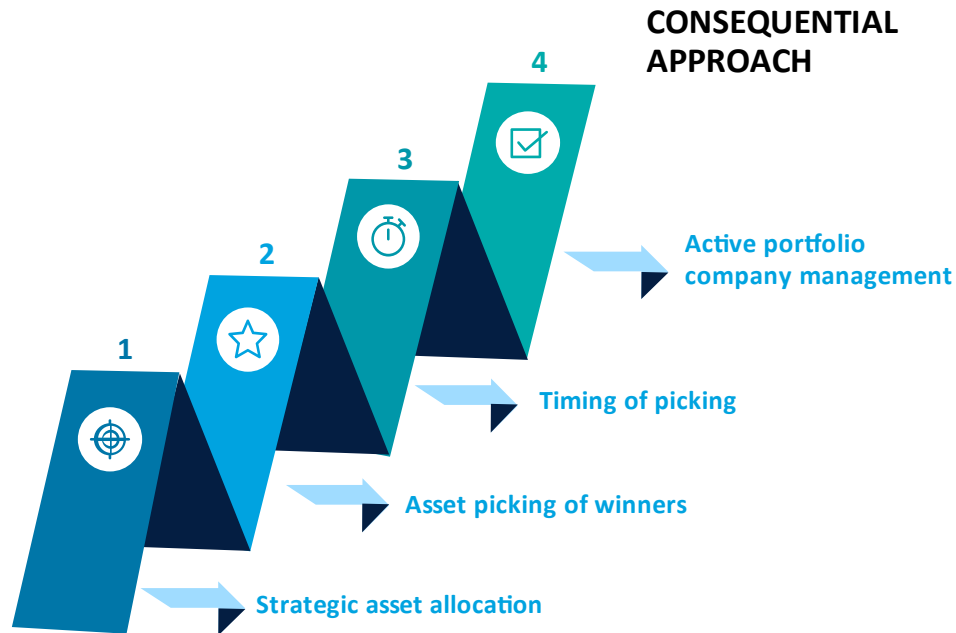 CONSEQUENTIAL
APPROACH
4
3
2
1
Active portfolio
company management
Timing of picking
Asset picking of winners
Strategic asset allocation